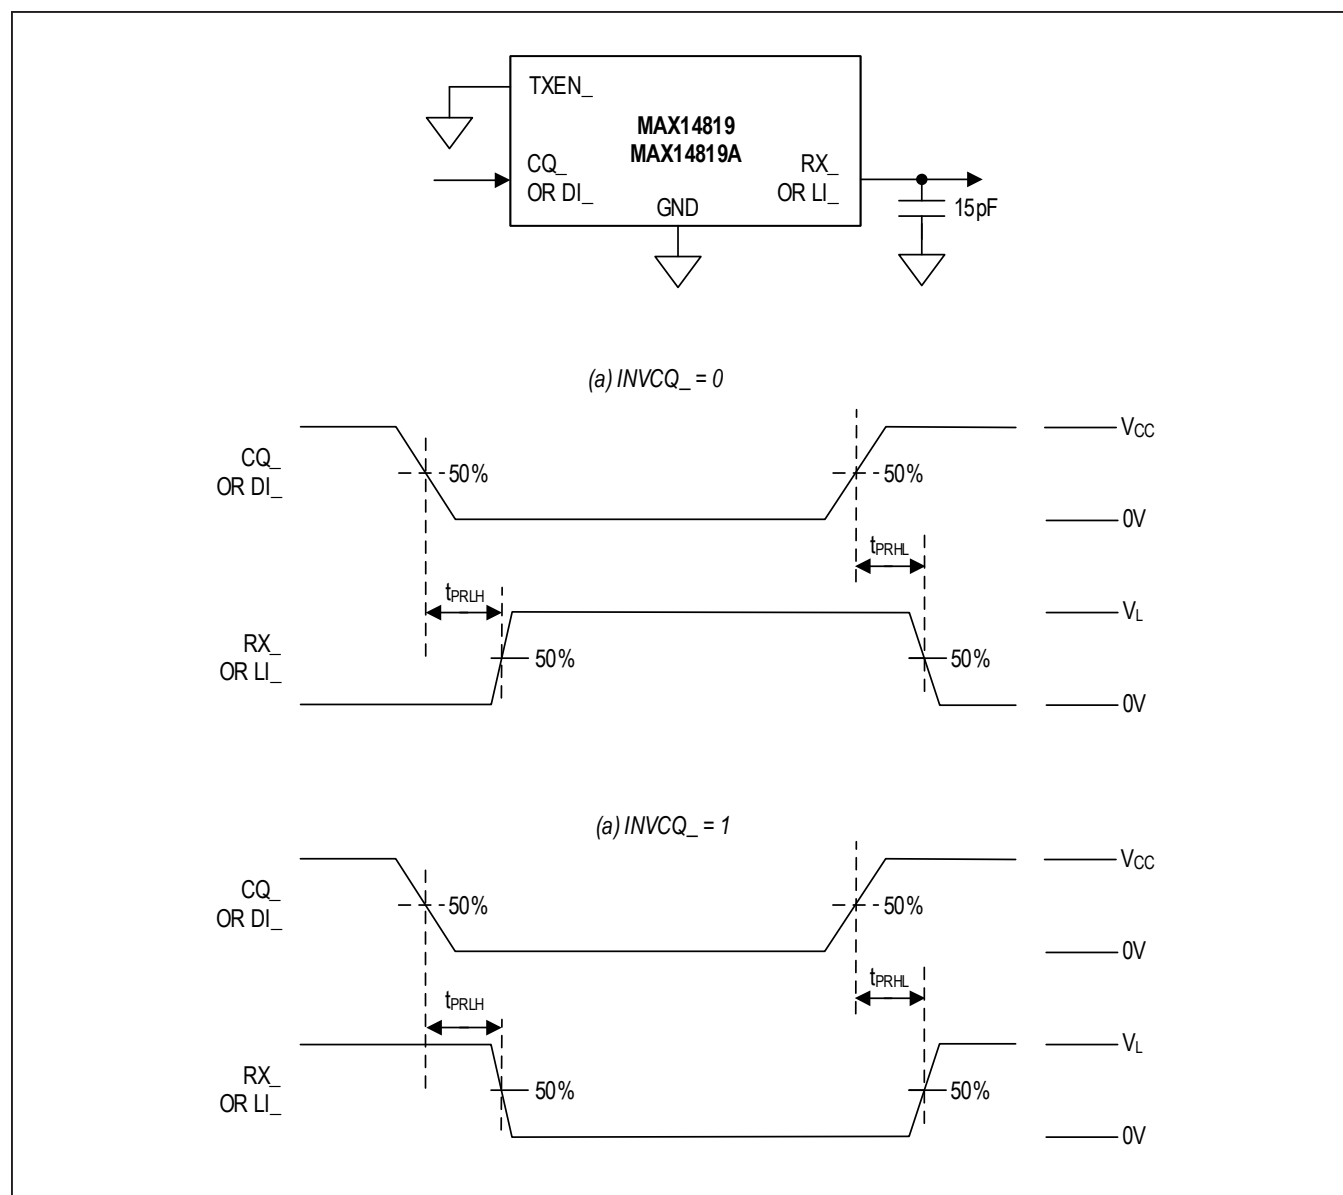 TXEN_
MAX14819
MAX14819A
CQ_
OR DI_
RX_
OR LI_
GND
15pF
(a) INVCQ_ = 0
CQ_
OR DI_
50%
50%
VCC
0V
tPRHL
tPRLH
RX_
OR LI_
50%
50%
VL
0V
(a) INVCQ_ = 1
CQ_
OR DI_
50%
50%
VCC
0V
tPRHL
tPRLH
RX_
OR LI_
50%
50%
VL
0V